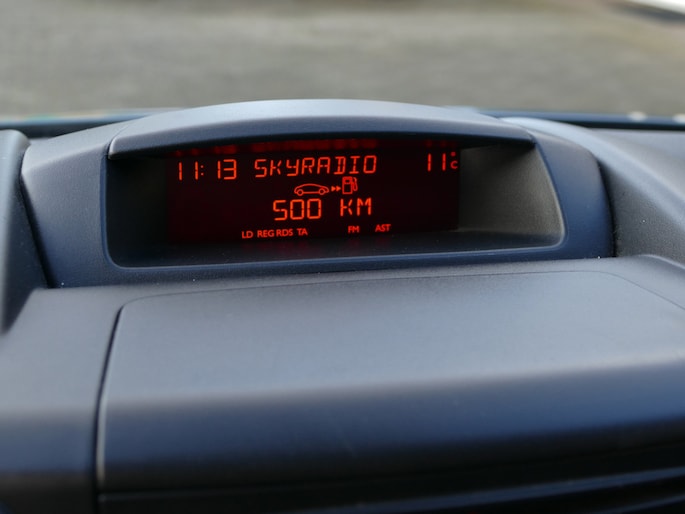 11:13 SKYRADIO 11°C
500 KM
LD REG RDS TA FM AST